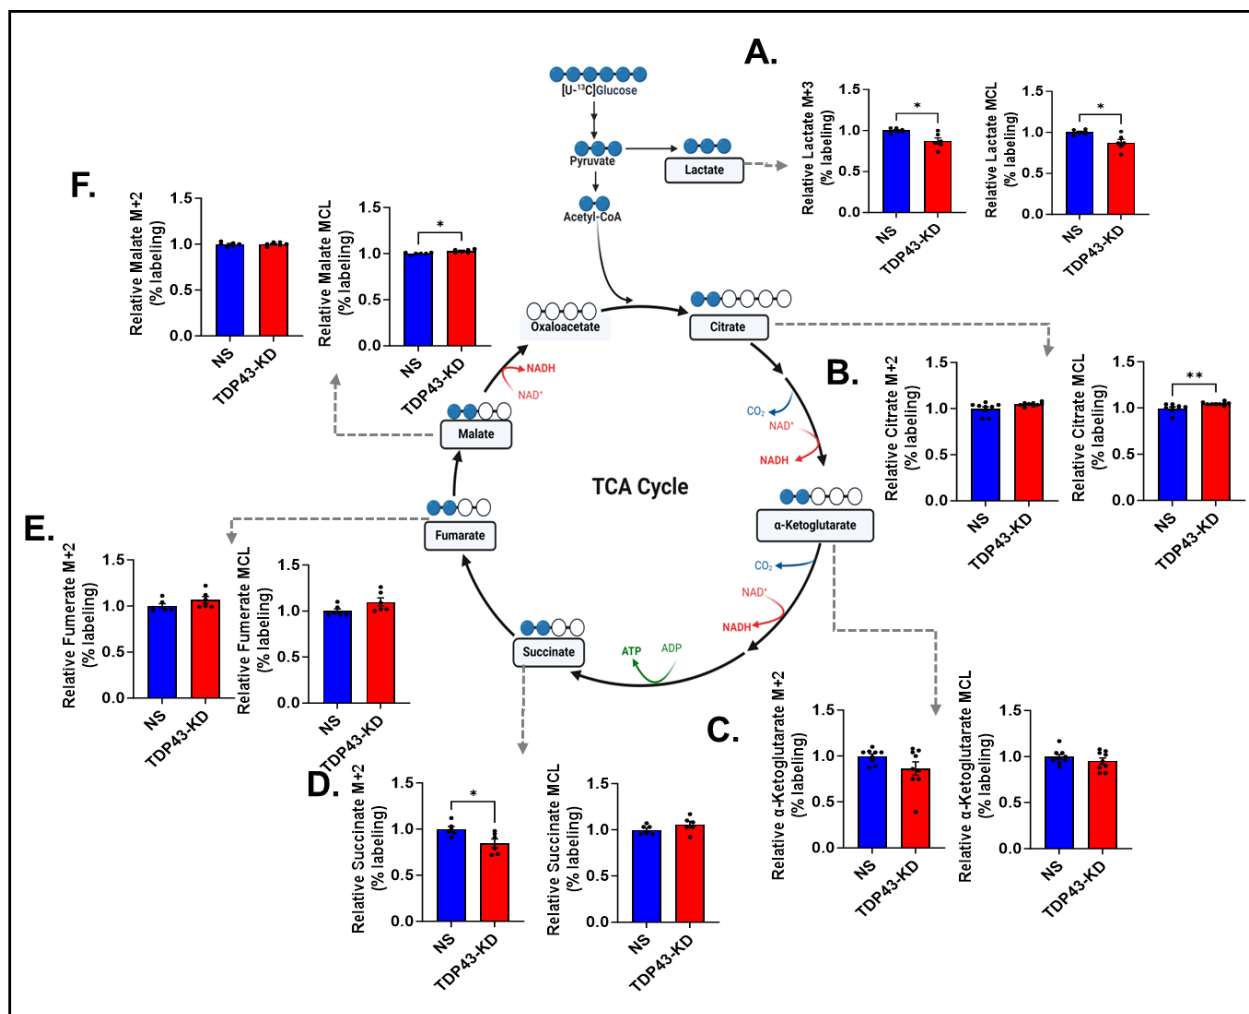 A.
[U-¹³C]Glucose
Pyruvate
Lactate
Acetyl-CoA
Relative Lactate M+3
(% labeling)
1.5
1.0
0.5
0.0
*
NS
TDP43-KD
Relative Lactate MCL
(% labeling)
1.5
1.0
0.5
0.0
*
NS
TDP43-KD
F.
Relative Malate M+2
(% labeling)
1.5
1.0
0.5
0.0
NS
TDP43-KD
Relative Malate MCL
(% labeling)
1.5
1.0
0.5
0.0
*
NS
TDP43-KD
Oxaloacetate
Citrate
NADH
NAD⁺
Malate
CO₂
NAD⁺
NADH
TCA Cycle
B.
Relative Citrate M+2
(% labeling)
1.5
1.0
0.5
0.0
NS
TDP43-KD
Relative Citrate MCL
(% labeling)
1.5
1.0
0.5
0.0
**
NS
TDP43-KD
α-Ketoglutarate
Fumarate
CO₂
NAD⁺
NADH
Succinate
ATP
ADP
E.
Relative Fumerate M+2
(% labeling)
1.5
1.0
0.5
0.0
NS
TDP43-KD
Relative Fumerate MCL
(% labeling)
1.5
1.0
0.5
0.0
NS
TDP43-KD
D.
Relative Succinate M+2
(% labeling)
1.5
1.0
0.5
0.0
*
NS
TDP43-KD
Relative Succinate MCL
(% labeling)
1.5
1.0
0.5
0.0
NS
TDP43-KD
C.
Relative α-Ketoglutarate M+2
(% labeling)
1.5
1.0
0.5
0.0
NS
TDP43-KD
Relative α-Ketoglutarate MCL
(% labeling)
1.5
1.0
0.5
0.0
NS
TDP43-KD